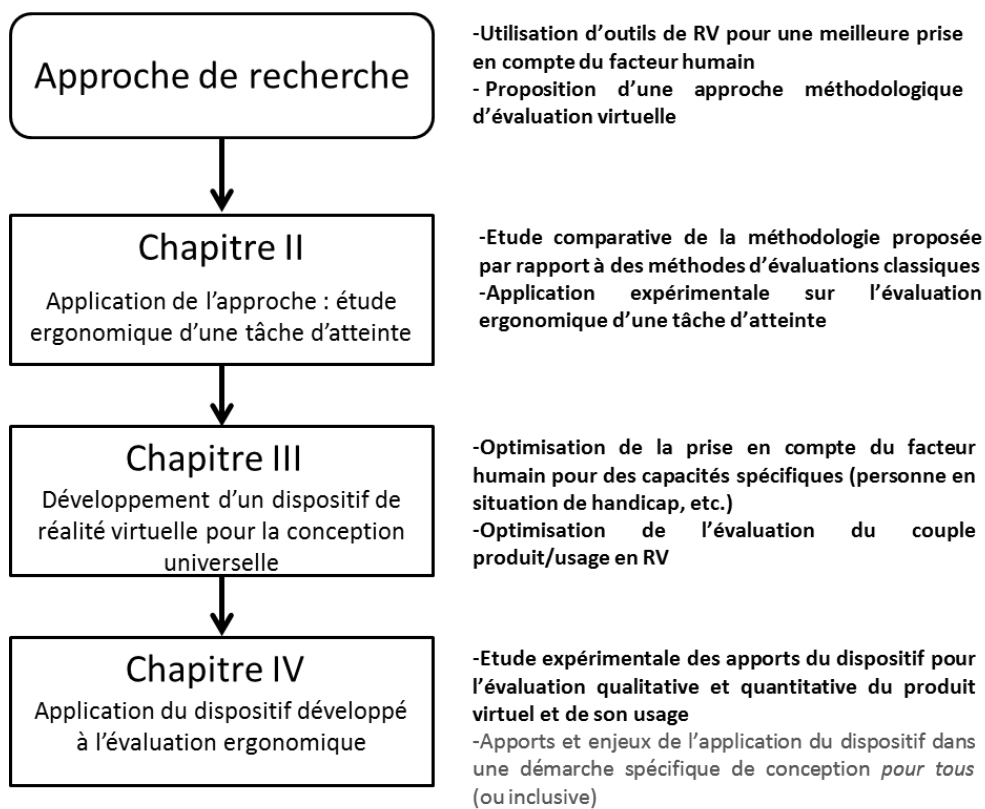 Approche de recherche
-Utilisation d’outils de RV pour une meilleure prise
en compte du facteur humain
- Proposition d’une approche méthodologique
d’évaluation virtuelle
Chapitre II
Application de l’approche : étude
ergonomique d’une tâche d’atteinte
-Etude comparative de la méthodologie proposée
par rapport à des méthodes d’évaluations classiques
-Application expérimentale sur l’évaluation
ergonomique d’une tâche d’atteinte
Chapitre III
Développement d’un dispositif de
réalité virtuelle pour la conception
universelle
-Optimisation de la prise en compte du facteur
humain pour des capacités spécifiques (personne en
situation de handicap, etc.)
-Optimisation de l’évaluation du couple
produit/usage en RV
Chapitre IV
Application du dispositif développé
à l’évaluation ergonomique
-Etude expérimentale des apports du dispositif pour
l’évaluation qualitative et quantitative du produit
virtuel et de son usage
-Apports et enjeux de l’application du dispositif dans
une démarche spécifique de conception pour tous
(ou inclusive)